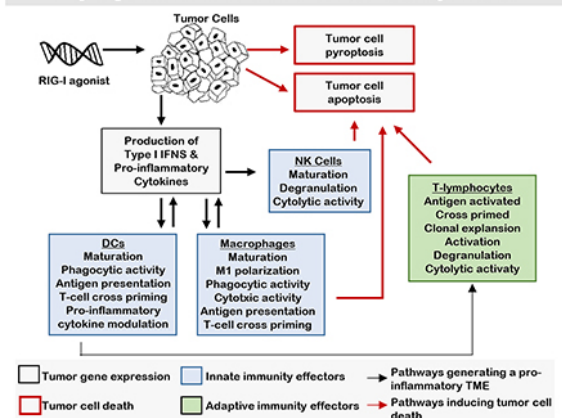 Tumor Cells
RIG-I agonist
Tumor cell
pyroptosis
Tumor cell
apoptosis
Production of
Type I IFNS &
Pro-inflammatory
Cytokines
NK Cells
Maturation
Degranulation
Cytolytic activity
T-lymphocytes
Antigen activated
Cross primed
Clonal explansion
Activation
Degranulation
Cytolytic activaty
DCs
Maturation
Phagocytic activity
Antigen presentation
T-cell cross priming
Pro-inflammatory
cytokine modulation
Macrophages
Maturation
M1 polarization
Phagocytic activity
Cytotxic activity
Antigen presentation
T-cell cross priming
Tumor gene expression
Innate immunity effectors
Pathways generating a pro-
inflammatory TME
Tumor cell death
Adaptive immunity effectors
Pathways inducing tumor cell
death